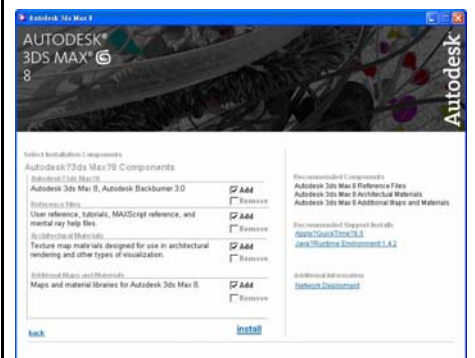 Autodesk 3ds Max 8
AUTODESK®
3DS MAX®
8
Autodesk
Select Installation Components
Autodesk?3ds Max?8 Components
Autodesk?3ds Max?8
Autodesk 3ds Max 8, Autodesk Backburner 3.0
Add
Remove
Reference Files
User reference, tutorials, MAXScript reference, and
mental ray help files.
Add
Remove
Architectural Materials
Texture map materials designed for use in architectural
rendering and other types of visualization.
Add
Remove
Additional Maps and Materials
Maps and material libraries for Autodesk 3ds Max 8.
Add
Remove
back
install
Recommended Components
Autodesk 3ds Max 8 Reference Files
Autodesk 3ds Max 8 Architectural Materials
Autodesk 3ds Max 8 Additional Maps and Materials
Recommended Support Installs
Apple?QuickTime?6.5
Java?Runtime Environment 1.4.2
Additional Information
Network Deployment